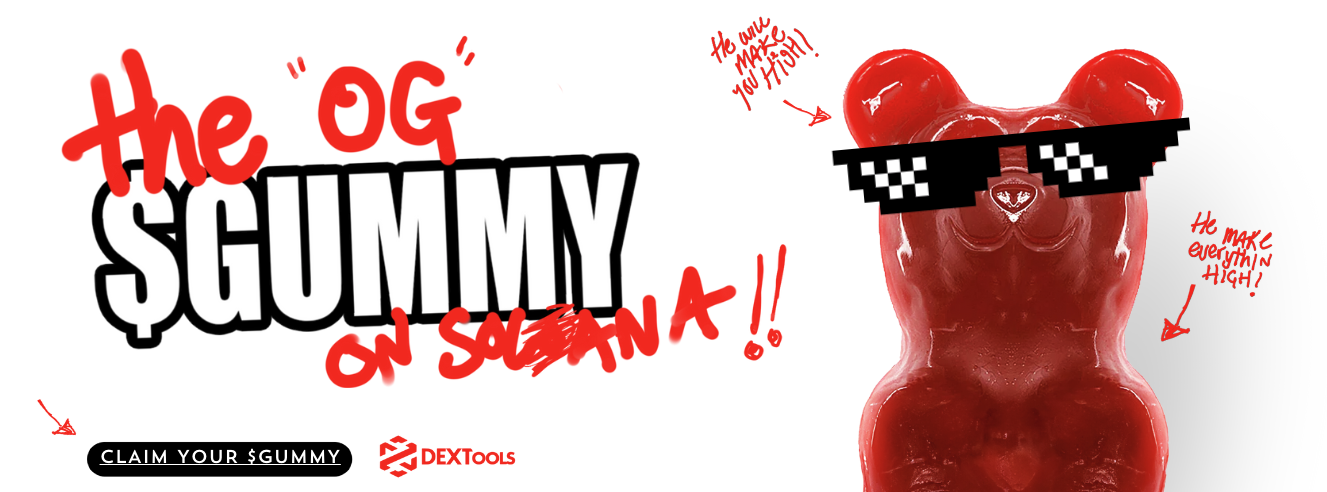 the "OG"
$GUMMY
ON SOLANA!!
CLAIM YOUR $GUMMY
DEXTools
He will
MAKE
YOU HIGH!
He MAKE
everythin
HIGH!